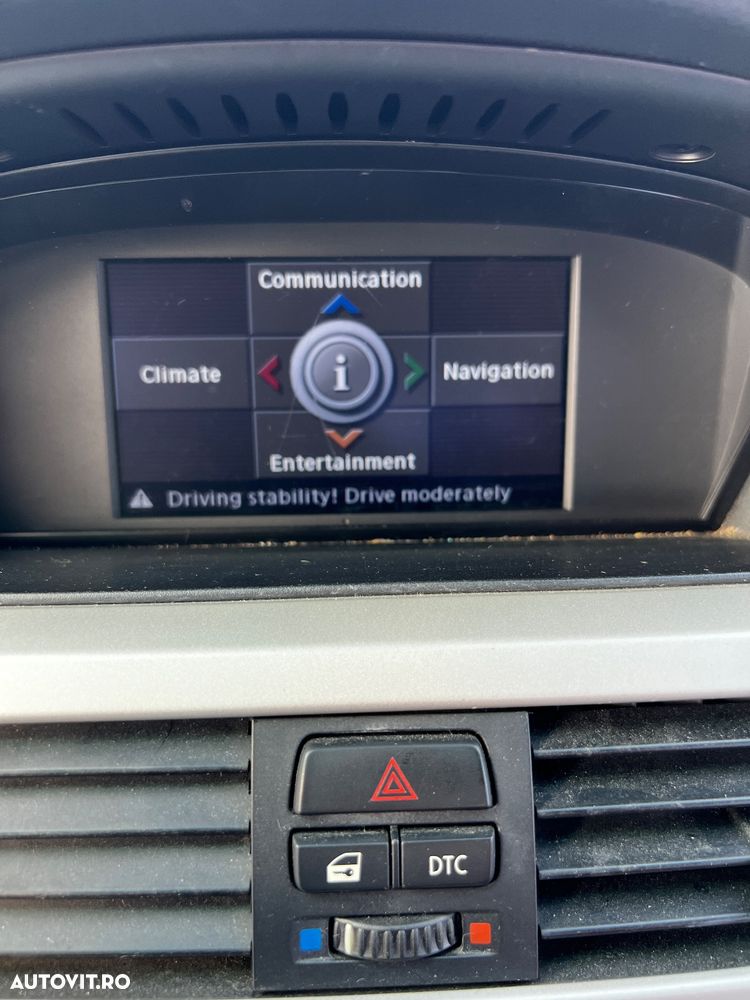 Communication
Climate
i
Navigation
Entertainment
Driving stability! Drive moderately
DTC
AUTOVIT.RO